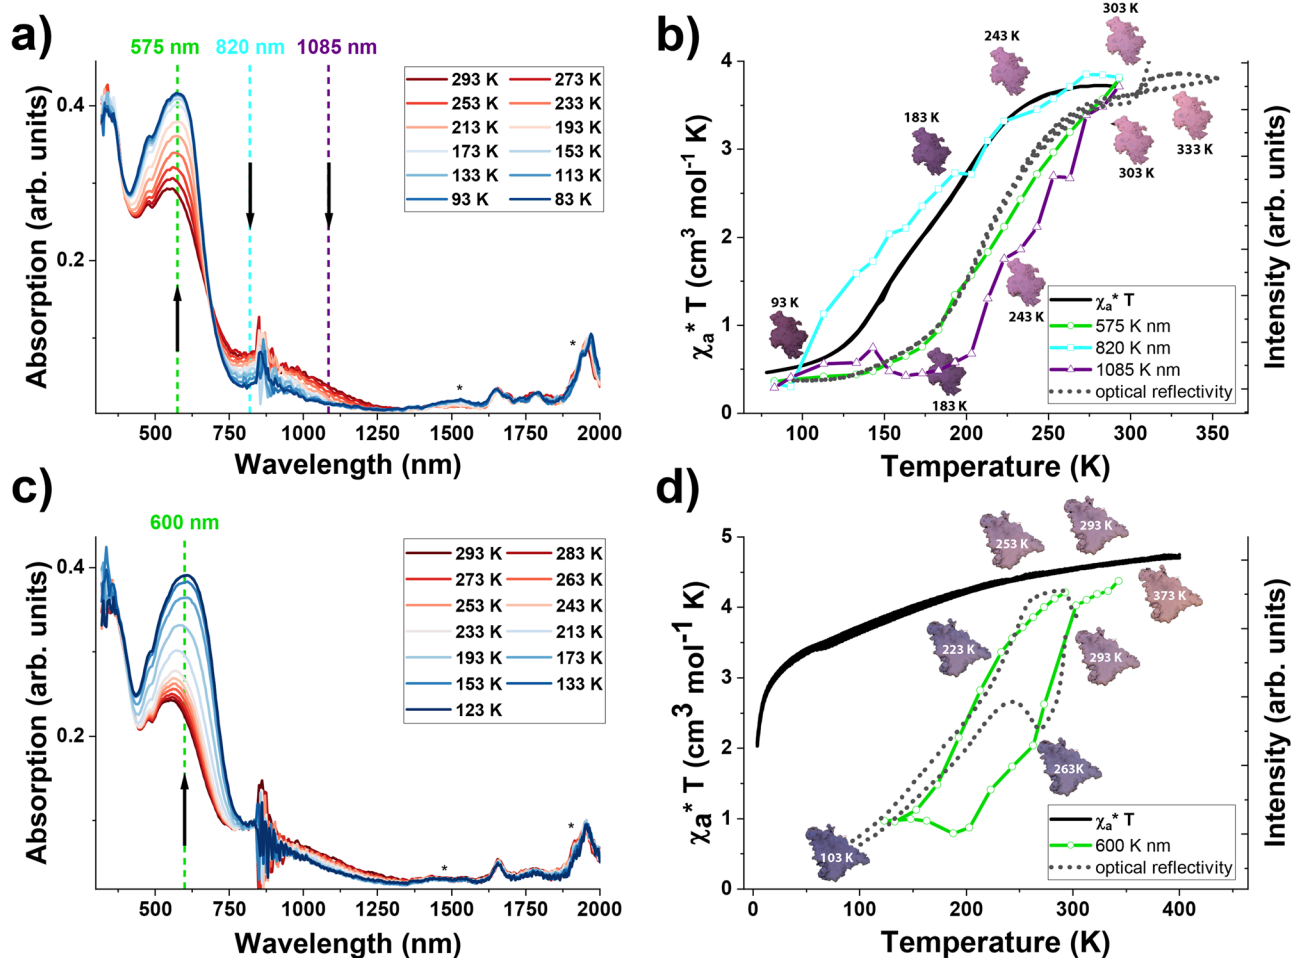 a)
575 nm 820 nm 1085 nm
293 K 273 K
253 K 233 K
213 K 193 K
173 K 153 K
133 K 113 K
93 K 83 K
0.4
0.2
Absorption (arb. units)
* *
500 750 1000 1250 1500 1750 2000
Wavelength (nm)
b)
303 K
243 K
183 K
303 K
333 K
93 K
243 K
183 K
χa* T
575 K nm
820 K nm
1085 K nm
optical reflectivity
4
3
2
1
0
χa* T (cm³ mol⁻¹ K)
Intensity (arb. units)
100 150 200 250 300 350
Temperature (K)
c)
600 nm
293 K 283 K
273 K 263 K
253 K 243 K
233 K 213 K
193 K 173 K
153 K 133 K
123 K
0.4
0.2
Absorption (arb. units)
* *
500 750 1000 1250 1500 1750 2000
Wavelength (nm)
d)
293 K
253 K
373 K
223 K
293 K
263K
103 K
χa* T
600 K nm
optical reflectivity
5
4
3
2
1
0
χa* T (cm³ mol⁻¹ K)
Intensity (arb. units)
0 100 200 300 400
Temperature (K)